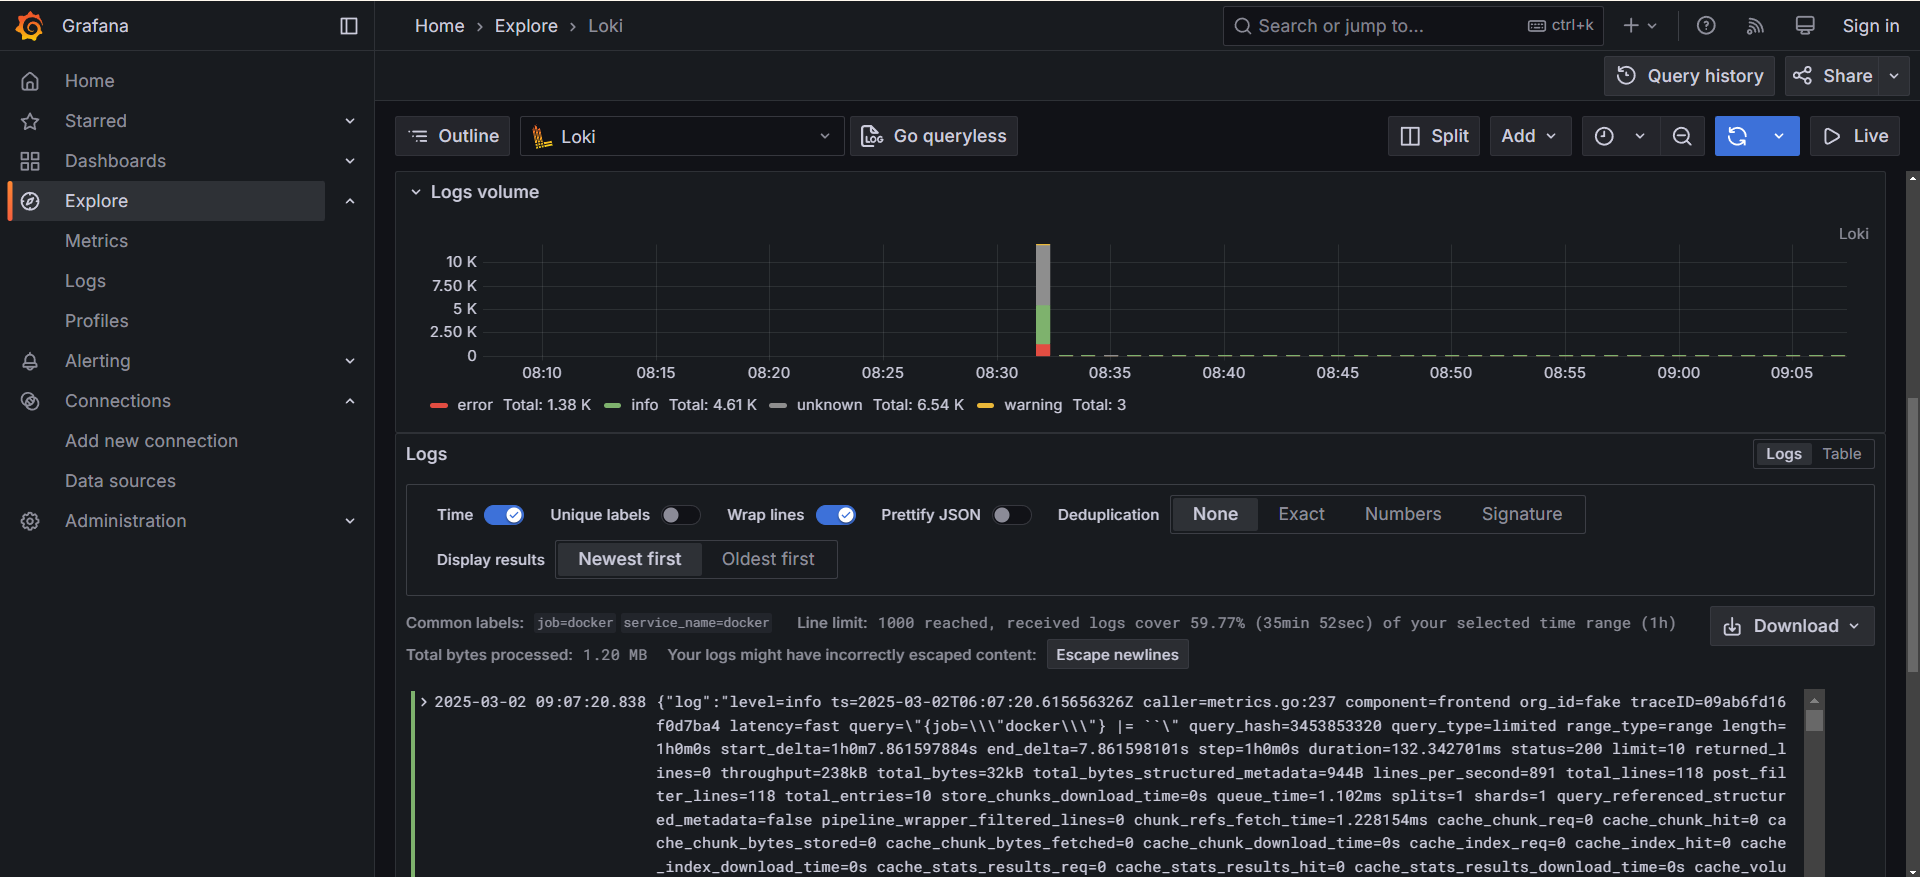 Grafana
Home › Explore › Loki
Search or jump to...
ctrl+k
Sign in
Query history
Share
Home
Starred
Dashboards
Explore
Metrics
Logs
Profiles
Alerting
Connections
Add new connection
Data sources
Administration
Outline
Loki
Go queryless
Split
Add
Live
Logs volume
Loki
10 K
7.50 K
5 K
2.50 K
0
08:10 08:15 08:20 08:25 08:30 08:35 08:40 08:45 08:50 08:55 09:00 09:05
error Total: 1.38 K info Total: 4.61 K unknown Total: 6.54 K warning Total: 3
Logs
Logs Table
Time Unique labels Wrap lines Prettify JSON Deduplication None Exact Numbers Signature
Display results Newest first Oldest first
Common labels: job=docker service_name=docker Line limit: 1000 reached, received logs cover 59.77% (35min 52sec) of your selected time range (1h)
Download
Total bytes processed: 1.20 MB Your logs might have incorrectly escaped content: Escape newlines
2025-03-02 09:07:20.838 {"log":"level=info ts=2025-03-02T06:07:20.615656326Z caller=metrics.go:237 component=frontend org_id=fake traceID=09ab6fd16
f0d7ba4 latency=fast query=\"{job=\\\"docker\\\"} |= ``\" query_hash=3453853320 query_type=limited range_type=range length=
1h0m0s start_delta=1h0m7.861597884s end_delta=7.861598101s step=1h0m0s duration=132.342701ms status=200 limit=10 returned_l
ines=0 throughput=238kB total_bytes=32kB total_bytes_structured_metadata=944B lines_per_second=891 total_lines=118 post_fil
ter_lines=118 total_entries=10 store_chunks_download_time=0s queue_time=1.102ms splits=1 shards=1 query_referenced_structur
ed_metadata=false pipeline_wrapper_filtered_lines=0 chunk_refs_fetch_time=1.228154ms cache_chunk_req=0 cache_chunk_hit=0 ca
che_chunk_bytes_stored=0 cache_chunk_bytes_fetched=0 cache_chunk_download_time=0s cache_index_req=0 cache_index_hit=0 cache
_index_download_time=0s cache_stats_results_req=0 cache_stats_results_hit=0 cache_stats_results_download_time=0s cache_volu